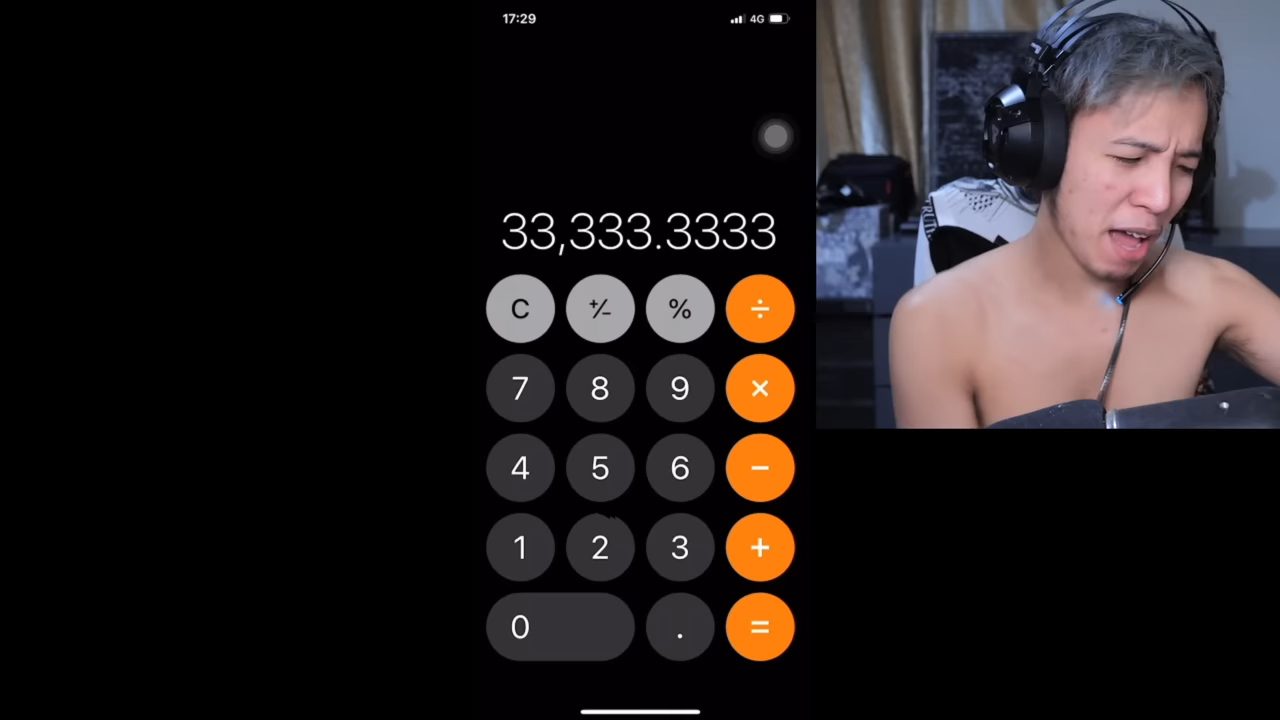 17:29
4G
33,333.3333
C +/- % ÷
7 8 9 ×
4 5 6 −
1 2 3 +
0 . =